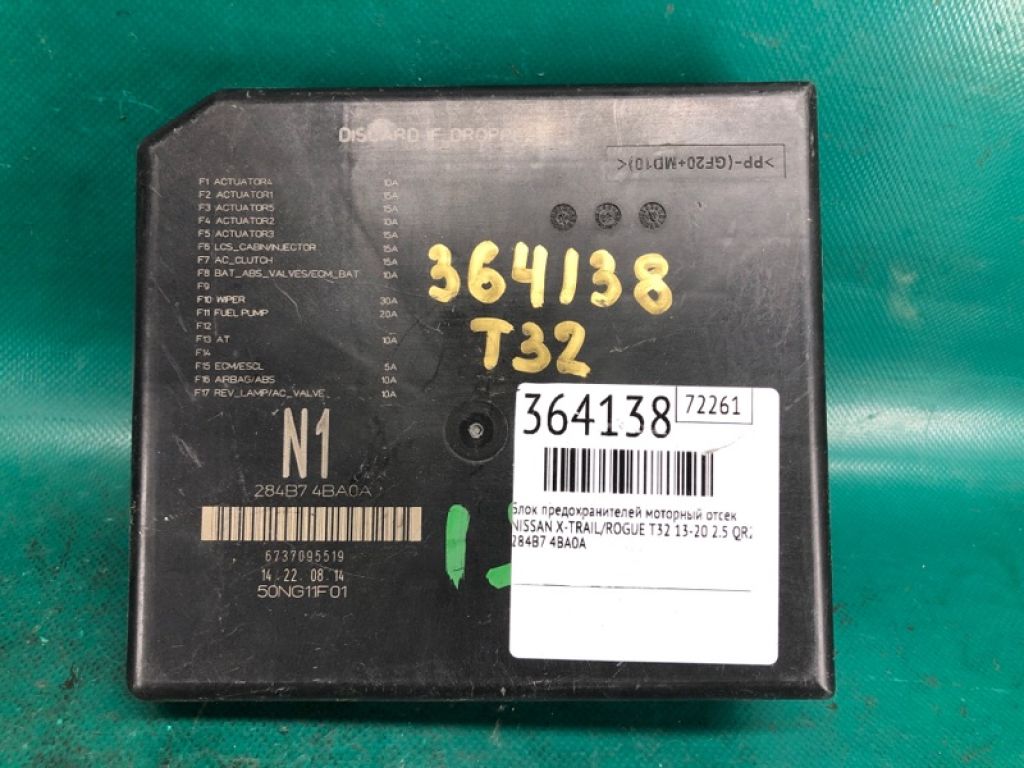 DISCARD IF DROPPED
>PP-(GF20+MD10)<
F1 ACTUATOR4 10A
F2 ACTUATOR1 15A
F3 ACTUATOR5 15A
F4 ACTUATOR2 10A
F5 ACTUATOR3 15A
F6 LCS_CABIN/INJECTOR 15A
F7 AC_CLUTCH 15A
F8 BAT_ABS_VALVES/ECM_BAT 10A
F9
F10 WIPER 30A
F11 FUEL PUMP 20A
F12
F13 AT 10A
F14
F15 ECM/ESCL 5A
F16 AIRBAG/ABS 10A
F17 REV_LAMP/AC_VALVE 10A
364138
T32
N1
284B7 4BA0A
6737095519
14 22 08 14
50NG11F01
364138 72261
Блок предохранителей моторный отсек
NISSAN X-TRAIL/ROGUE T32 13-20 2.5 QR2
284B7 4BA0A